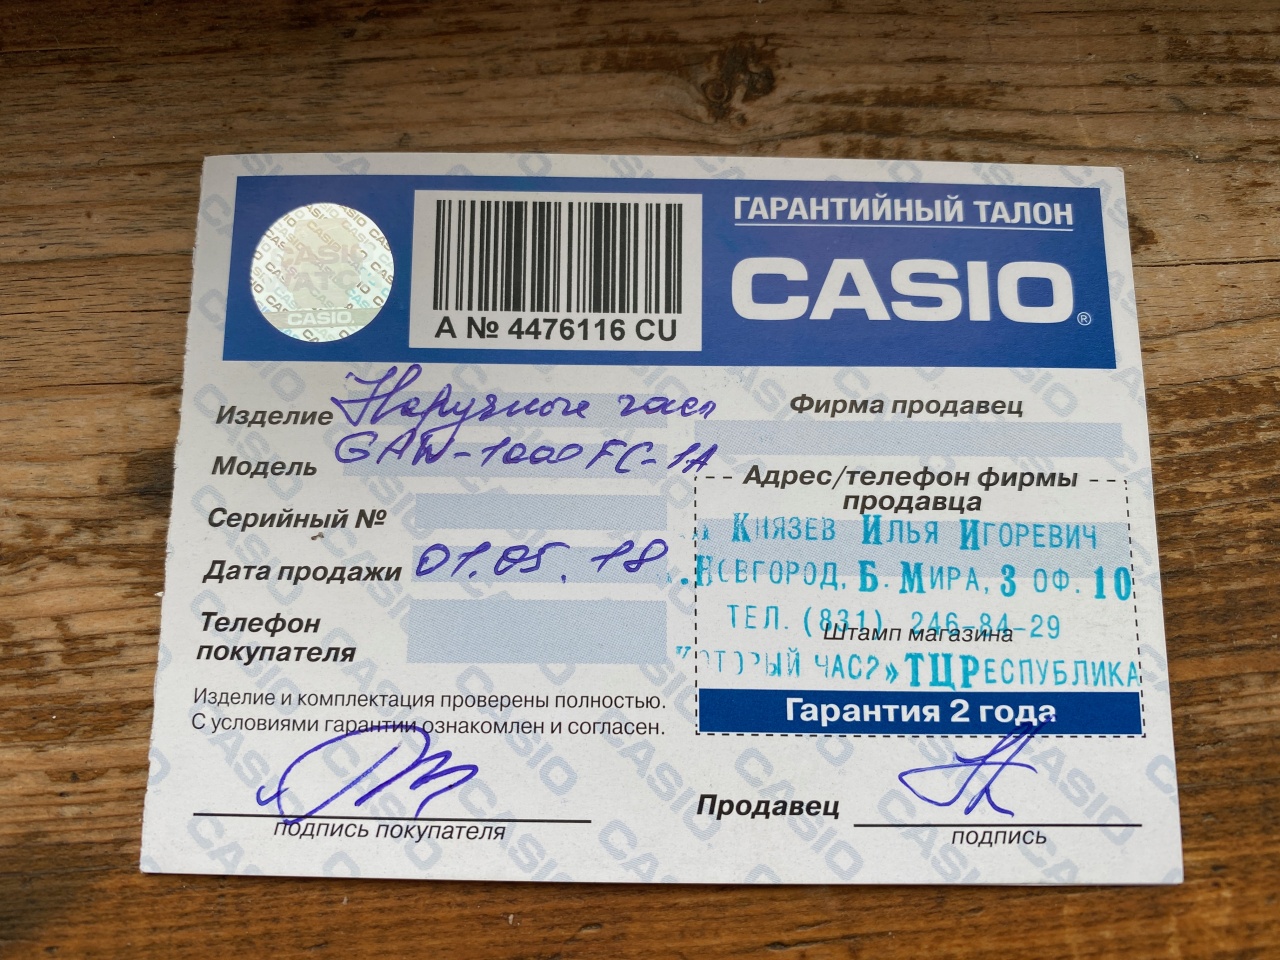 ГАРАНТИЙНЫЙ ТАЛОН
CASIO®
CASIO
A № 4476116 CU
Изделие Наручные часы
Модель GAW-1000FC-1A
Серийный №
Дата продажи 01.05.18
Телефон
покупателя
Изделие и комплектация проверены полностью.
С условиями гарантии ознакомлен и согласен.
подпись покупателя
Фирма продавец
Адрес/телефон фирмы
продавца
Князев Илья Игоревич
.Новгород, Б. Мира, 3 оф. 10
ТЕЛ. (831) 246-84-29
Штамп магазина
КОТОРЫЙ ЧАС?» ТЦ РЕСПУБЛИКА
Гарантия 2 года
Продавец
подпись